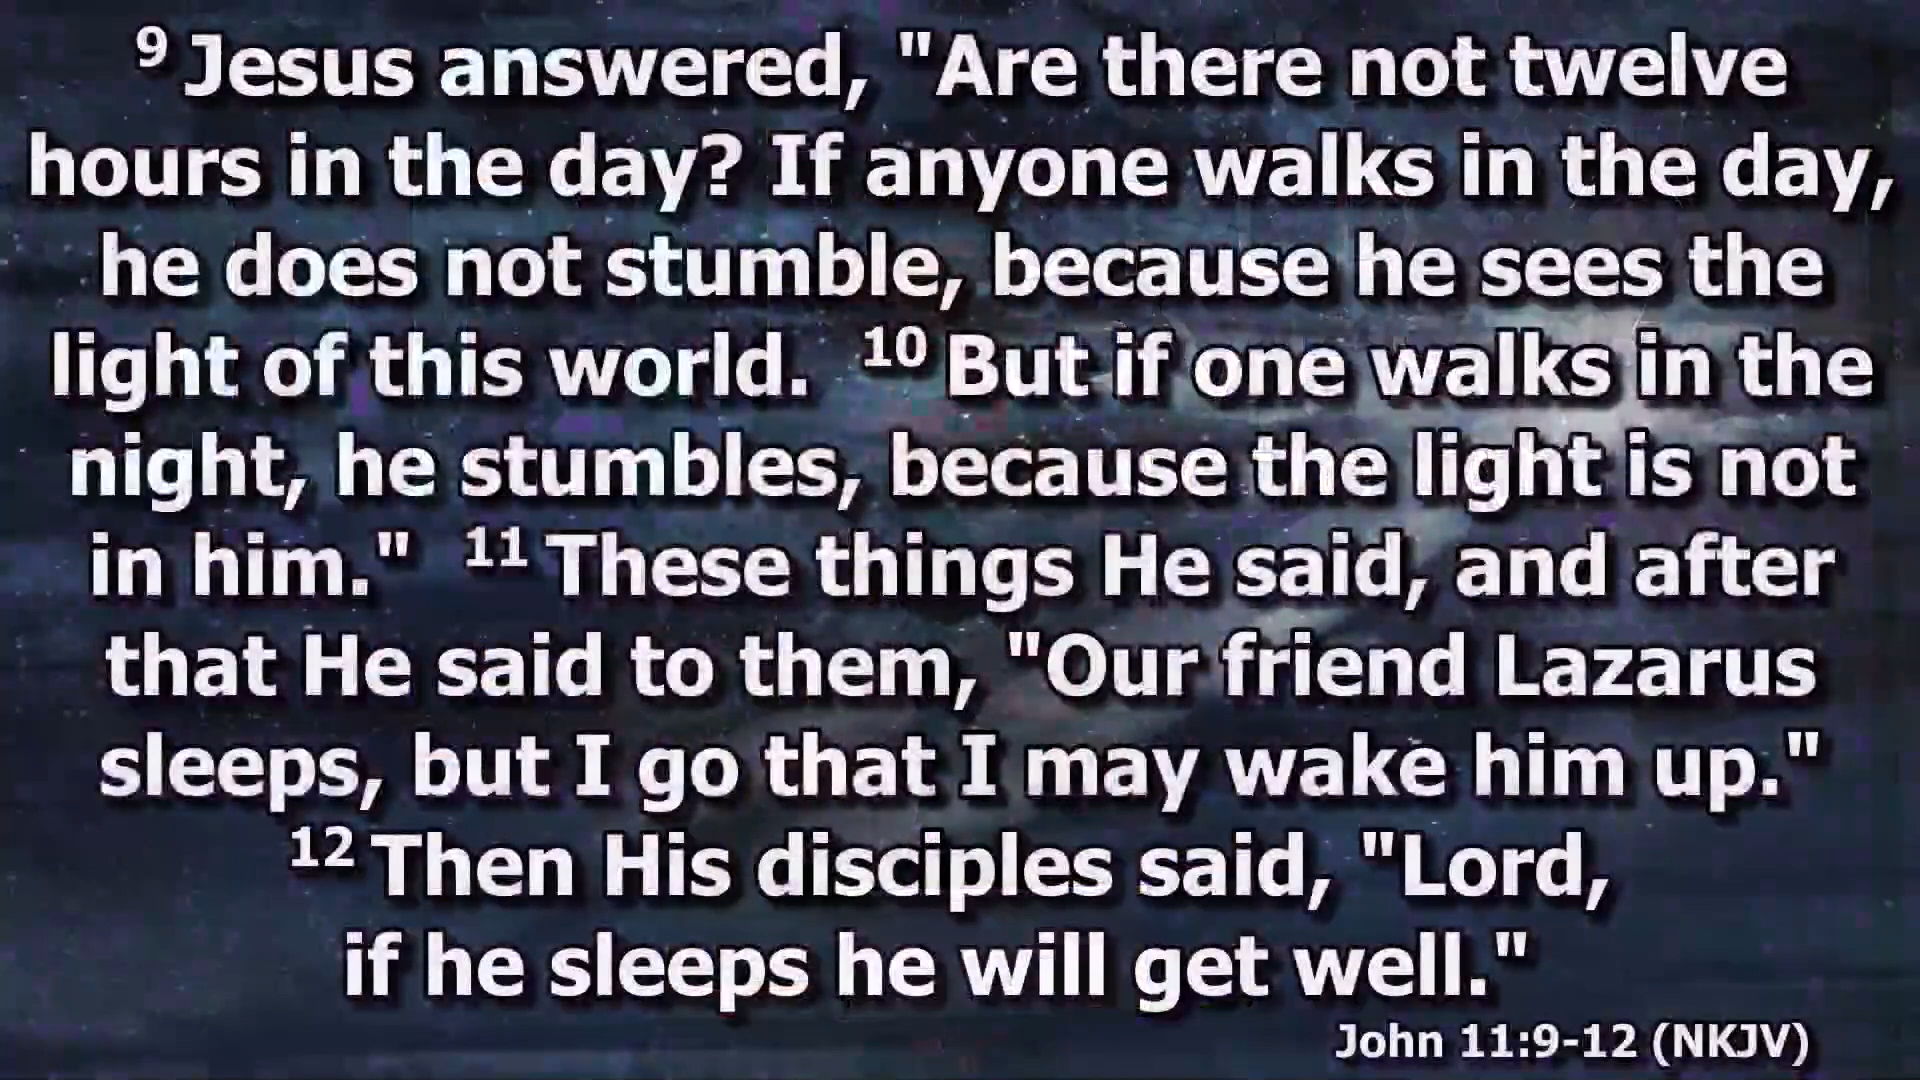 9 Jesus answered, "Are there not twelve
hours in the day? If anyone walks in the day,
he does not stumble, because he sees the
light of this world. 10 But if one walks in the
night, he stumbles, because the light is not
in him." 11 These things He said, and after
that He said to them, "Our friend Lazarus
sleeps, but I go that I may wake him up."
12 Then His disciples said, "Lord,
if he sleeps he will get well."
John 11:9-12 (NKJV)